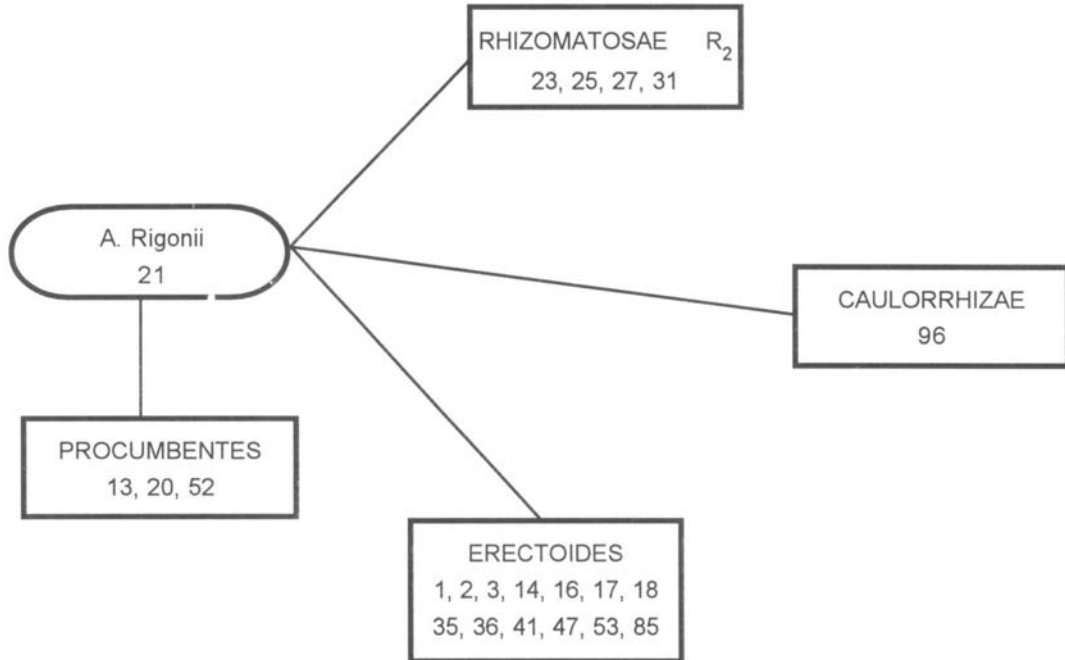 RHIZOMATOSAE R₂
23, 25, 27, 31
A. Rigonii
21
CAULORRHIZAE
96
PROCUMBENTES
13, 20, 52
ERECTOIDES
1, 2, 3, 14, 16, 17, 18
35, 36, 41, 47, 53, 85